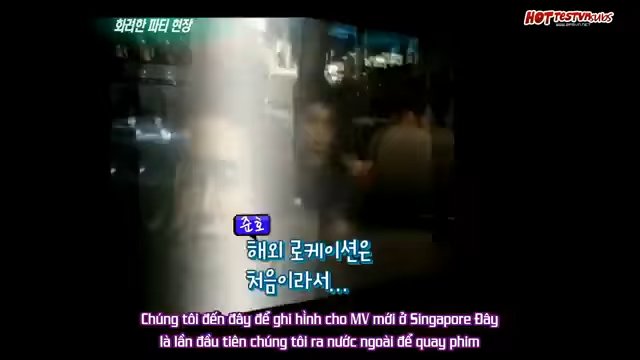 화려한 파티 현장
HOTTESTVN SUBS
준호
해외 로케이션은
처음이라서...
Chúng tôi đến đây để ghi hình cho MV mới ở Singapore Đây
là lần đầu tiên chúng tôi ra nước ngoài để quay phim